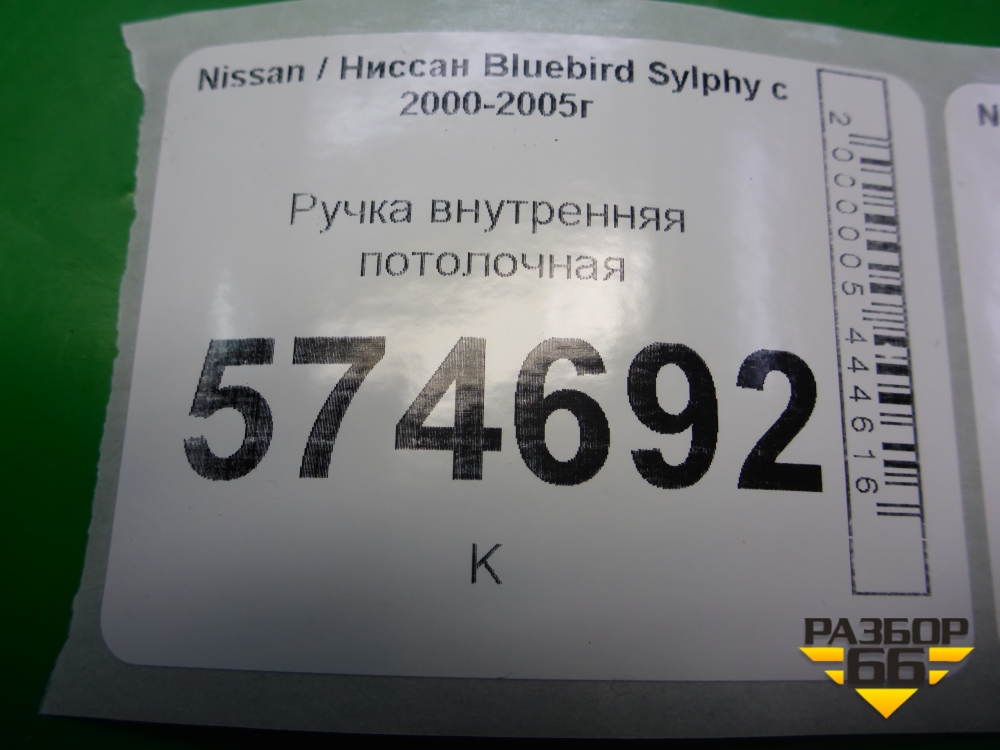 Nissan / Ниссан Bluebird Sylphy с
2000-2005г
Ручка внутренняя
потолочная
574692
К
2000005444616
N
РАЗБОР
66